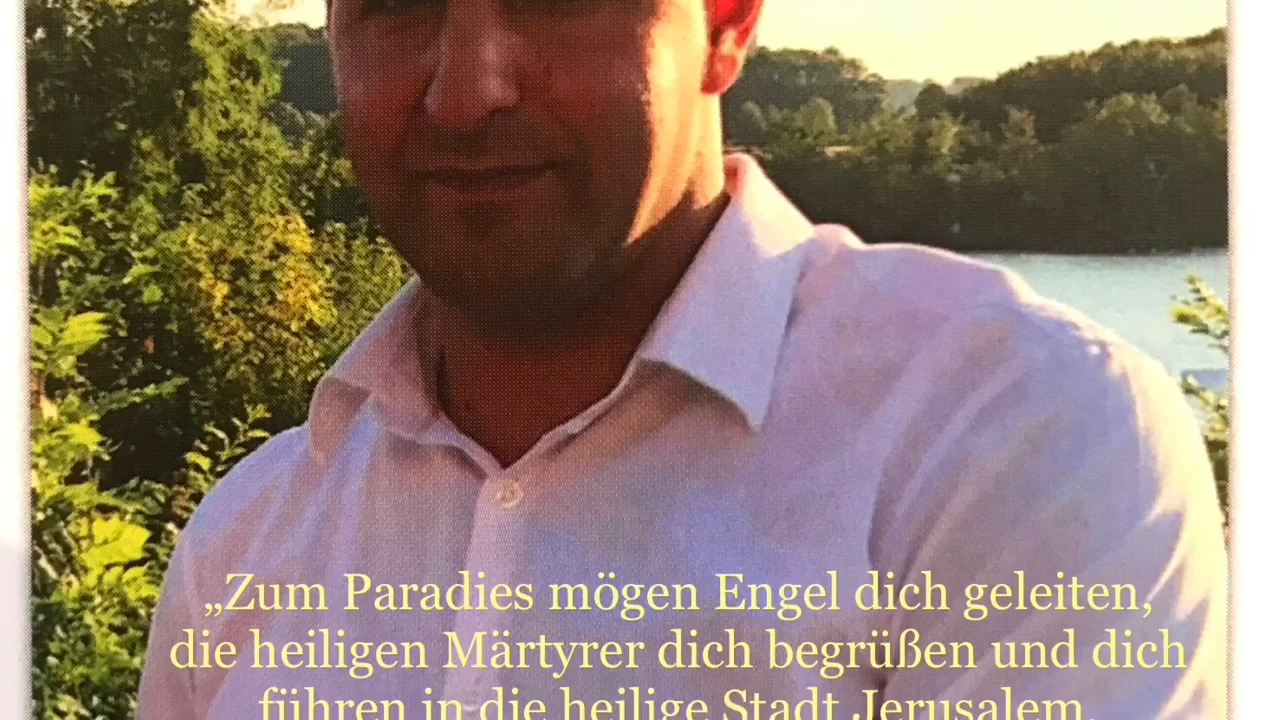 „Zum Paradies mögen Engel dich geleiten,
die heiligen Märtyrer dich begrüßen und dich
führen in die heilige Stadt Jerusalem